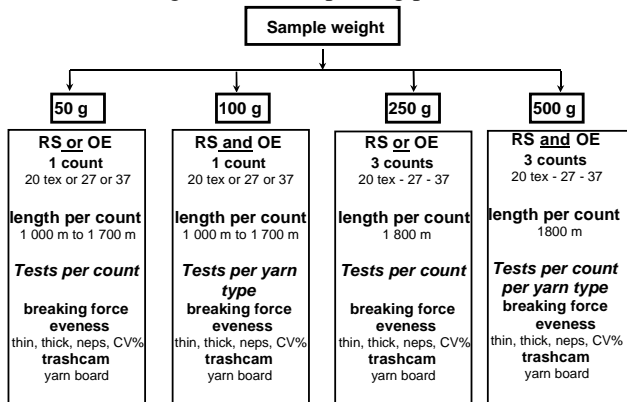 Sample weight
50 g
RS or OE
1 count
20 tex or 27 or 37
length per count
1 000 m to 1 700 m
Tests per count
breaking force
eveness
thin, thick, neps, CV%
trashcam
yarn board
100 g
RS and OE
1 count
20 tex or 27 or 37
length per count
1 000 m to 1 700 m
Tests per yarn
type
breaking force
eveness
thin, thick, neps, CV%
trashcam
yarn board
250 g
RS or OE
3 counts
20 tex - 27 - 37
length per count
1 800 m
Tests per count
breaking force
eveness
thin, thick, neps, CV%
trashcam
yarn board
500 g
RS and OE
3 counts
20 tex - 27 - 37
length per count
1800 m
Tests per count
per yarn type
breaking force
eveness
thin, thick, neps, CV%
trashcam
yarn board